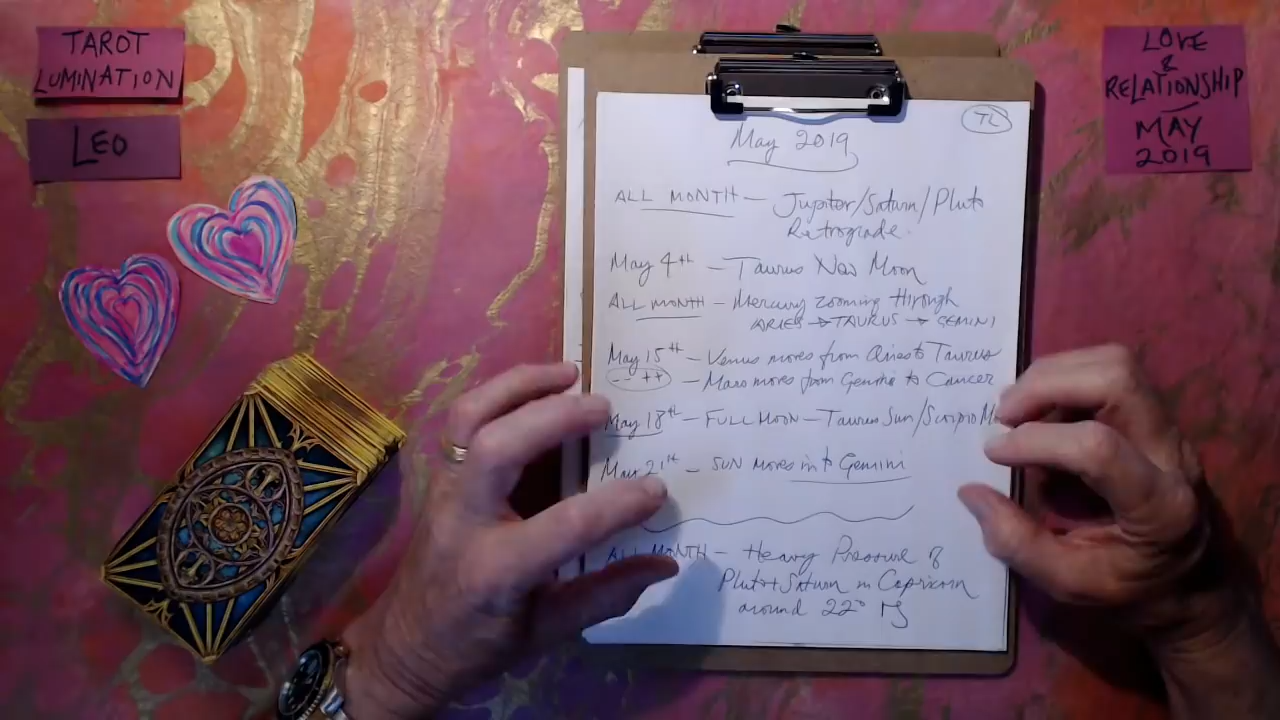 TAROT
LUMINATION
LEO
LOVE
&
RELATIONSHIP
MAY
2019
TL
May 2019
ALL MONTH — Jupiter/Saturn/Pluto
Retrograde.
May 4th — Taurus New Moon
ALL MONTH — Mercury zooming through
ARIES → TAURUS → GEMINI
May 15th — Venus moves from Aries to Taurus
-- ++ — Mars moves from Gemini to Cancer
May 18th — FULL MOON — Taurus Sun/Scorpio
May 21st — SUN MOVES into Gemini
ALL MONTH — Heavy Pressure of
Pluto + Saturn in Capricorn
around 22°